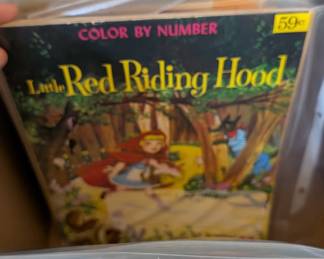 COLOR BY NUMBER
59¢
Little Red Riding Hood